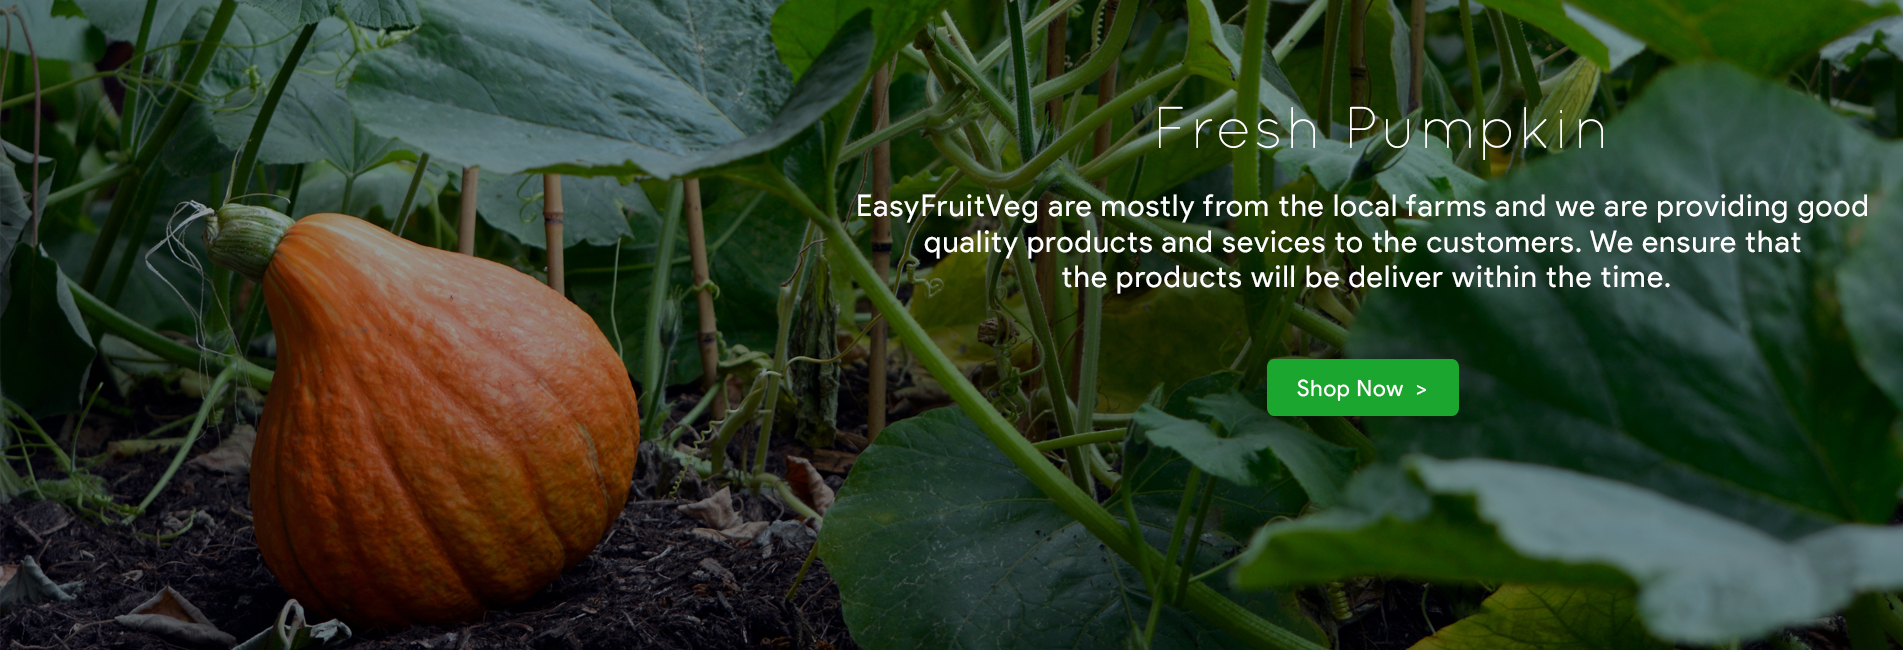 Fresh Pumpkin
EasyFruitVeg are mostly from the local farms and we are providing good
quality products and sevices to the customers. We ensure that
the products will be deliver within the time.
Shop Now >